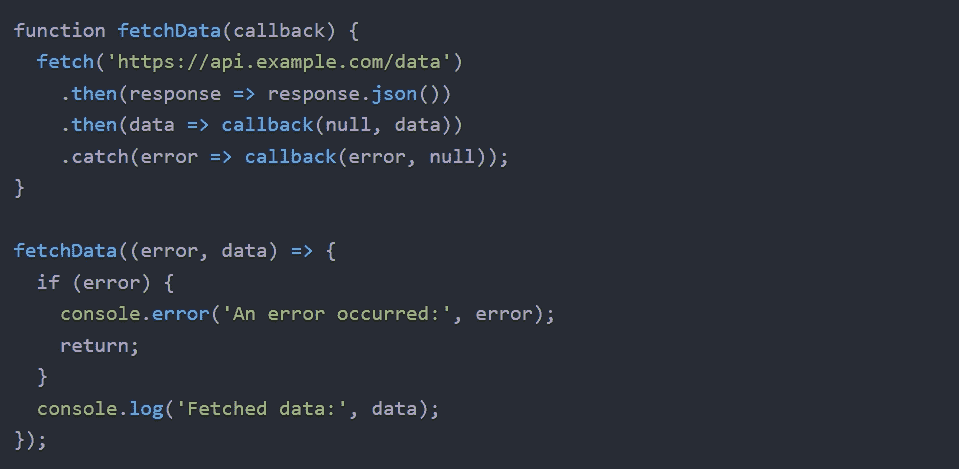 function fetchData(callback) {
  fetch('https://api.example.com/data')
    .then(response => response.json())
    .then(data => callback(null, data))
    .catch(error => callback(error, null));
}

fetchData((error, data) => {
  if (error) {
    console.error('An error occurred:', error);
    return;
  }
  console.log('Fetched data:', data);
});